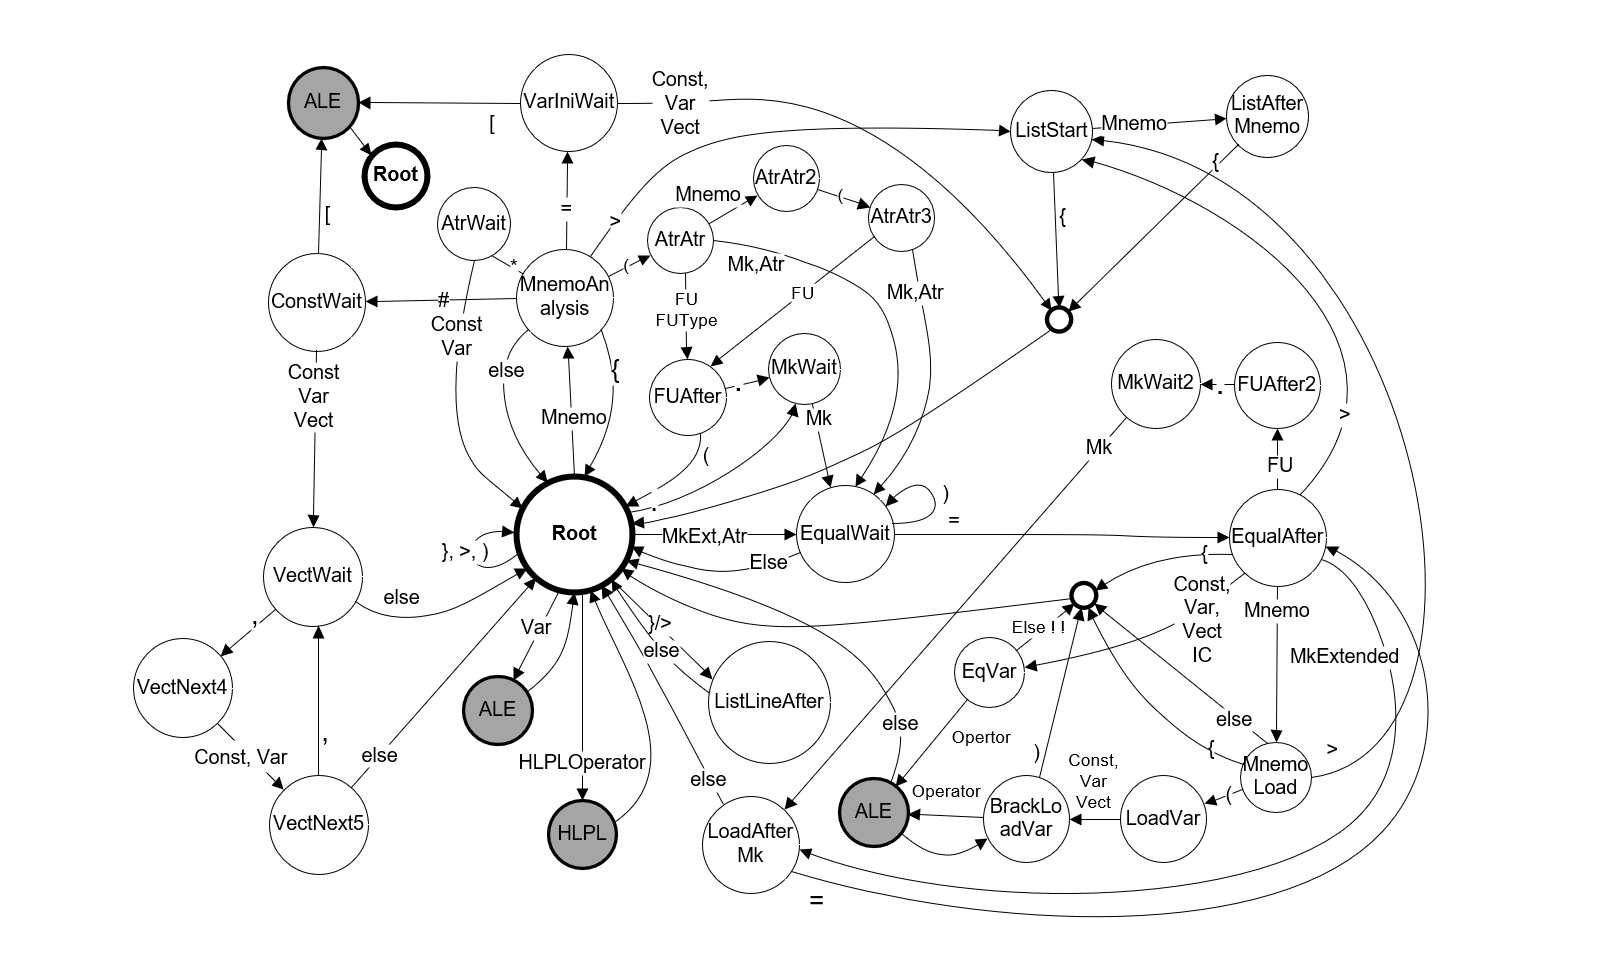 ALE
VarIniWait
Const,
Var
Vect
[
Root
ListStart
Mnemo
ListAfter
Mnemo
{
{
[
AtrWait
=
>
*
Mnemo
AtrAtr2
(
AtrAtr3
AtrAtr
(
Mk,Atr
Mk,Atr
FU
ConstWait
#
MnemoAn
alysis
FU
FUType
Const
Var
else
{
Mnemo
Const
Var
Vect
FUAfter
.
MkWait
Mk
(
.
MkWait2
.
FUAfter2
>
Mk
FU
Root
}, >, )
MkExt,Atr
EqualWait
)
=
Else
EqualAfter
{
VectWait
else
,
Const,
Var,
Vect
IC
Mnemo
MkExtended
Else ! !
EqVar
Var
}/>
else
ListLineAfter
VectNext4
ALE
Const, Var
,
else
VectNext5
HLPLOperator
HLPL
else
LoadAfter
Mk
=
else
Opertor
ALE
Operator
)
BrackLo
adVar
Const,
Var
Vect
LoadVar
(
else
{
Mnemo
Load
>